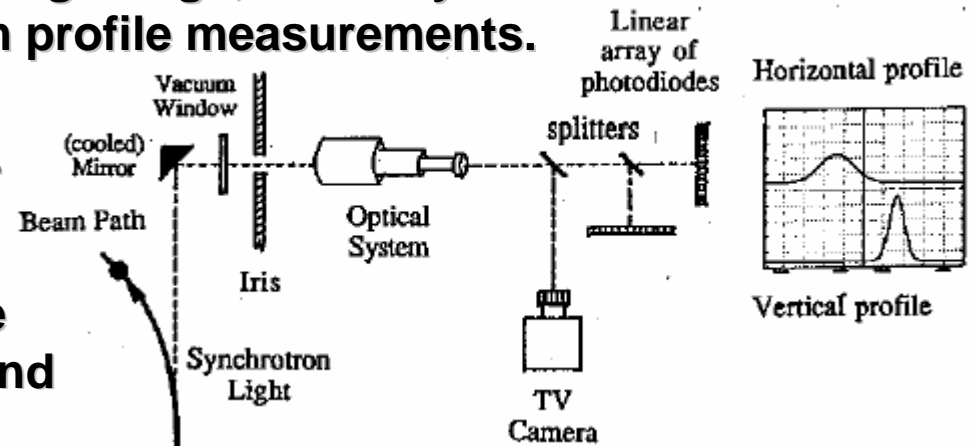 n profile measurements.
Linear
array of
photodiodes
Horizontal profile
Vacuum
Window
splitters
(cooled)
Mirror
Beam Path
Optical
System
Iris
Vertical profile
Synchrotron
Light
nd
TV
Camera